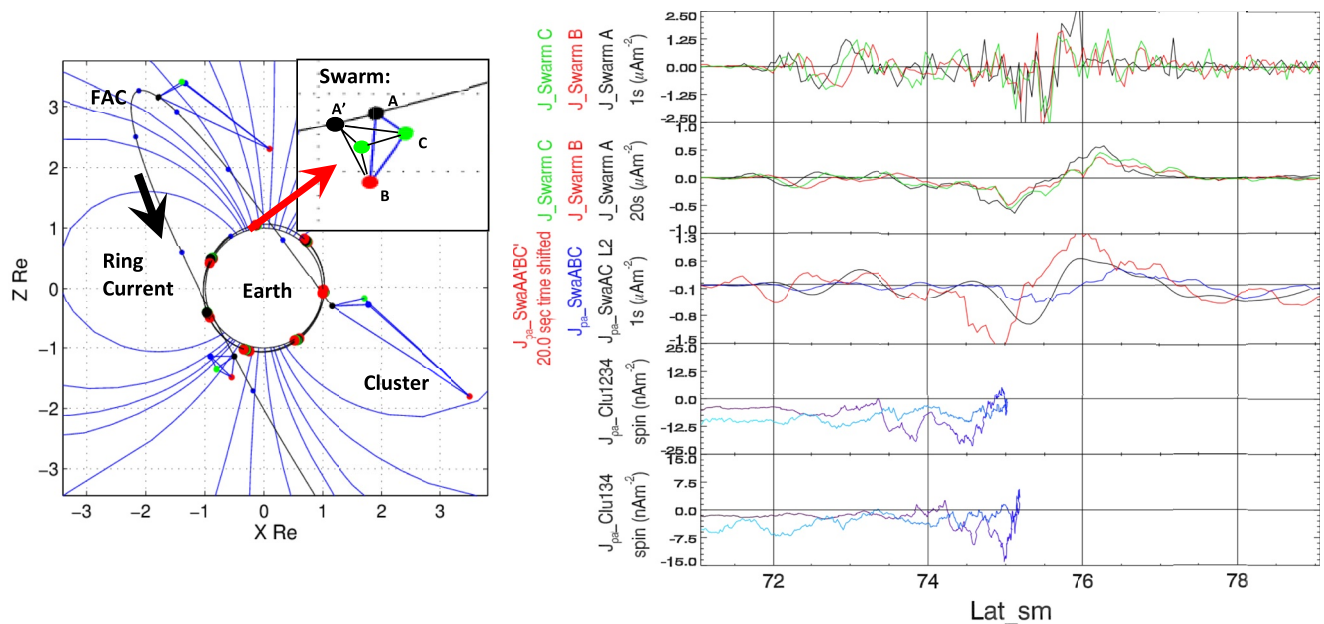 FAC
Ring
Current
Earth
Cluster
Swarm:
A'
A
C
B
3
2
1
0
−1
−2
−3
Z Re
−3
−2
−1
0
1
2
3
X Re
J_Swarm C
J_Swarm B
J_Swarm A
1s (μAm-2)
2.50
1.25
0.00
-1.25
-2.50
J_Swarm C
J_Swarm B
J_Swarm A
20s (μAm-2)
1.0
0.5
0.0
-0.5
-1.0
J_pa_SwaAA'BC'
20.0 sec time shifted
J_pa_SwaABC
J_pa_SwaAC L2
1s (μAm-2)
1.3
0.6
-0.1
-0.8
-1.5
J_pa_Clu1234
spin (nAm-2)
25.0
12.5
0.0
-12.5
-25.0
J_pa_Clu134
spin (nAm-2)
15.0
7.5
0.0
-7.5
-15.0
72
74
76
78
Lat_sm